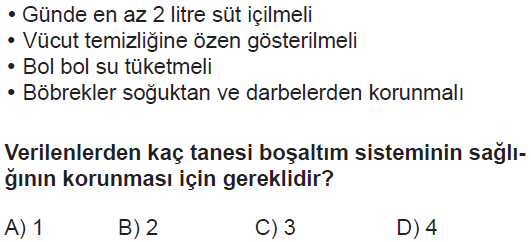 • Günde en az 2 litre süt içilmeli
• Vücut temizliğine özen gösterilmeli
• Bol bol su tüketmeli
• Böbrekler soğuktan ve darbelerden korunmalı
Verilenlerden kaç tanesi boşaltım sisteminin sağlı-
ğının korunması için gereklidir?
A) 1 B) 2 C) 3 D) 4